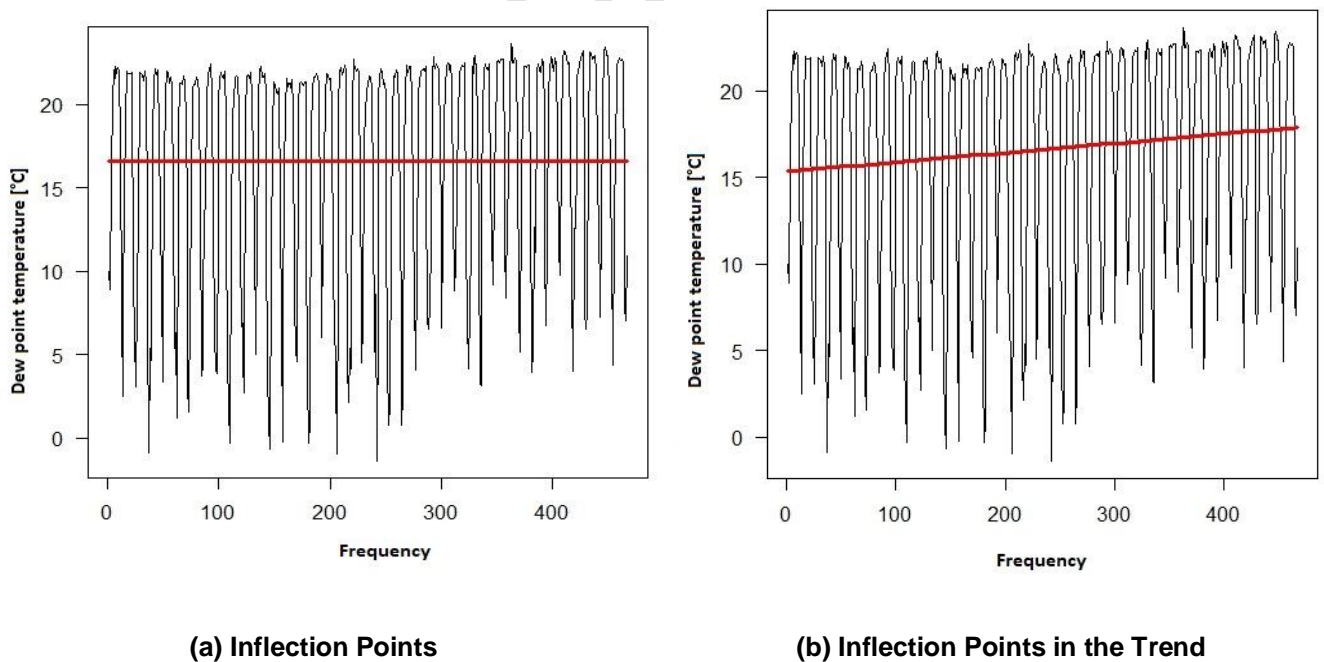 20
15
10
5
0
Dew point temperature [°C]
0 100 200 300 400
Frequency
(a) Inflection Points
20
15
10
5
0
Dew point temperature [°C]
0 100 200 300 400
Frequency
(b) Inflection Points in the Trend